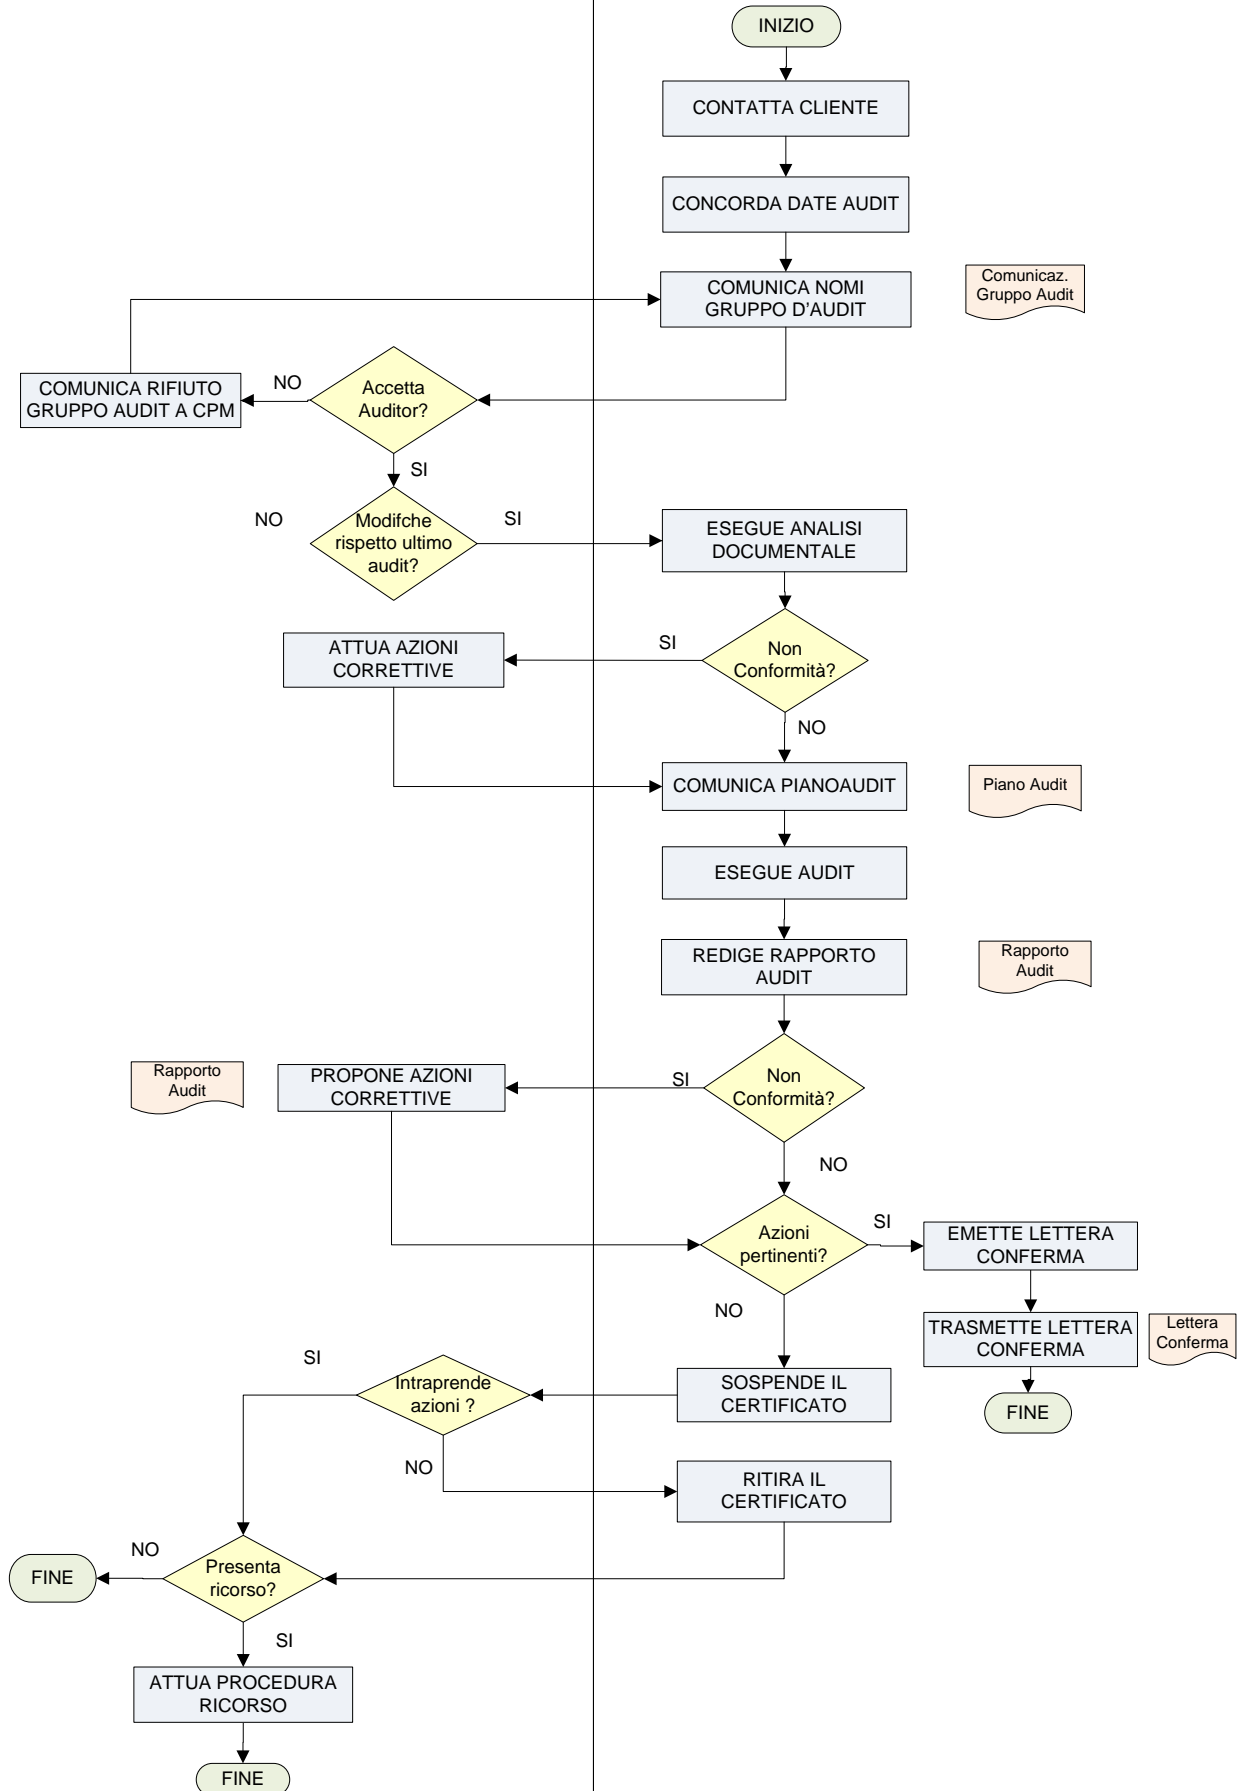 INIZIO
CONTATTA CLIENTE
CONCORDA DATE AUDIT
COMUNICA NOMI
GRUPPO D'AUDIT
Comunicaz.
Gruppo Audit
COMUNICA RIFIUTO
GRUPPO AUDIT A CPM
NO
Accetta
Auditor?
SI
NO
Modifche
rispetto ultimo
audit?
SI
ESEGUE ANALISI
DOCUMENTALE
ATTUA AZIONI
CORRETTIVE
SI
Non
Conformità?
NO
COMUNICA PIANOAUDIT
Piano Audit
ESEGUE AUDIT
REDIGE RAPPORTO
AUDIT
Rapporto
Audit
Rapporto
Audit
PROPONE AZIONI
CORRETTIVE
SI
Non
Conformità?
NO
Azioni
pertinenti?
SI
EMETTE LETTERA
CONFERMA
NO
TRASMETTE LETTERA
CONFERMA
Lettera
Conferma
SI
Intraprende
azioni ?
SOSPENDE IL
CERTIFICATO
FINE
NO
RITIRA IL
CERTIFICATO
FINE
NO
Presenta
ricorso?
SI
ATTUA PROCEDURA
RICORSO
FINE